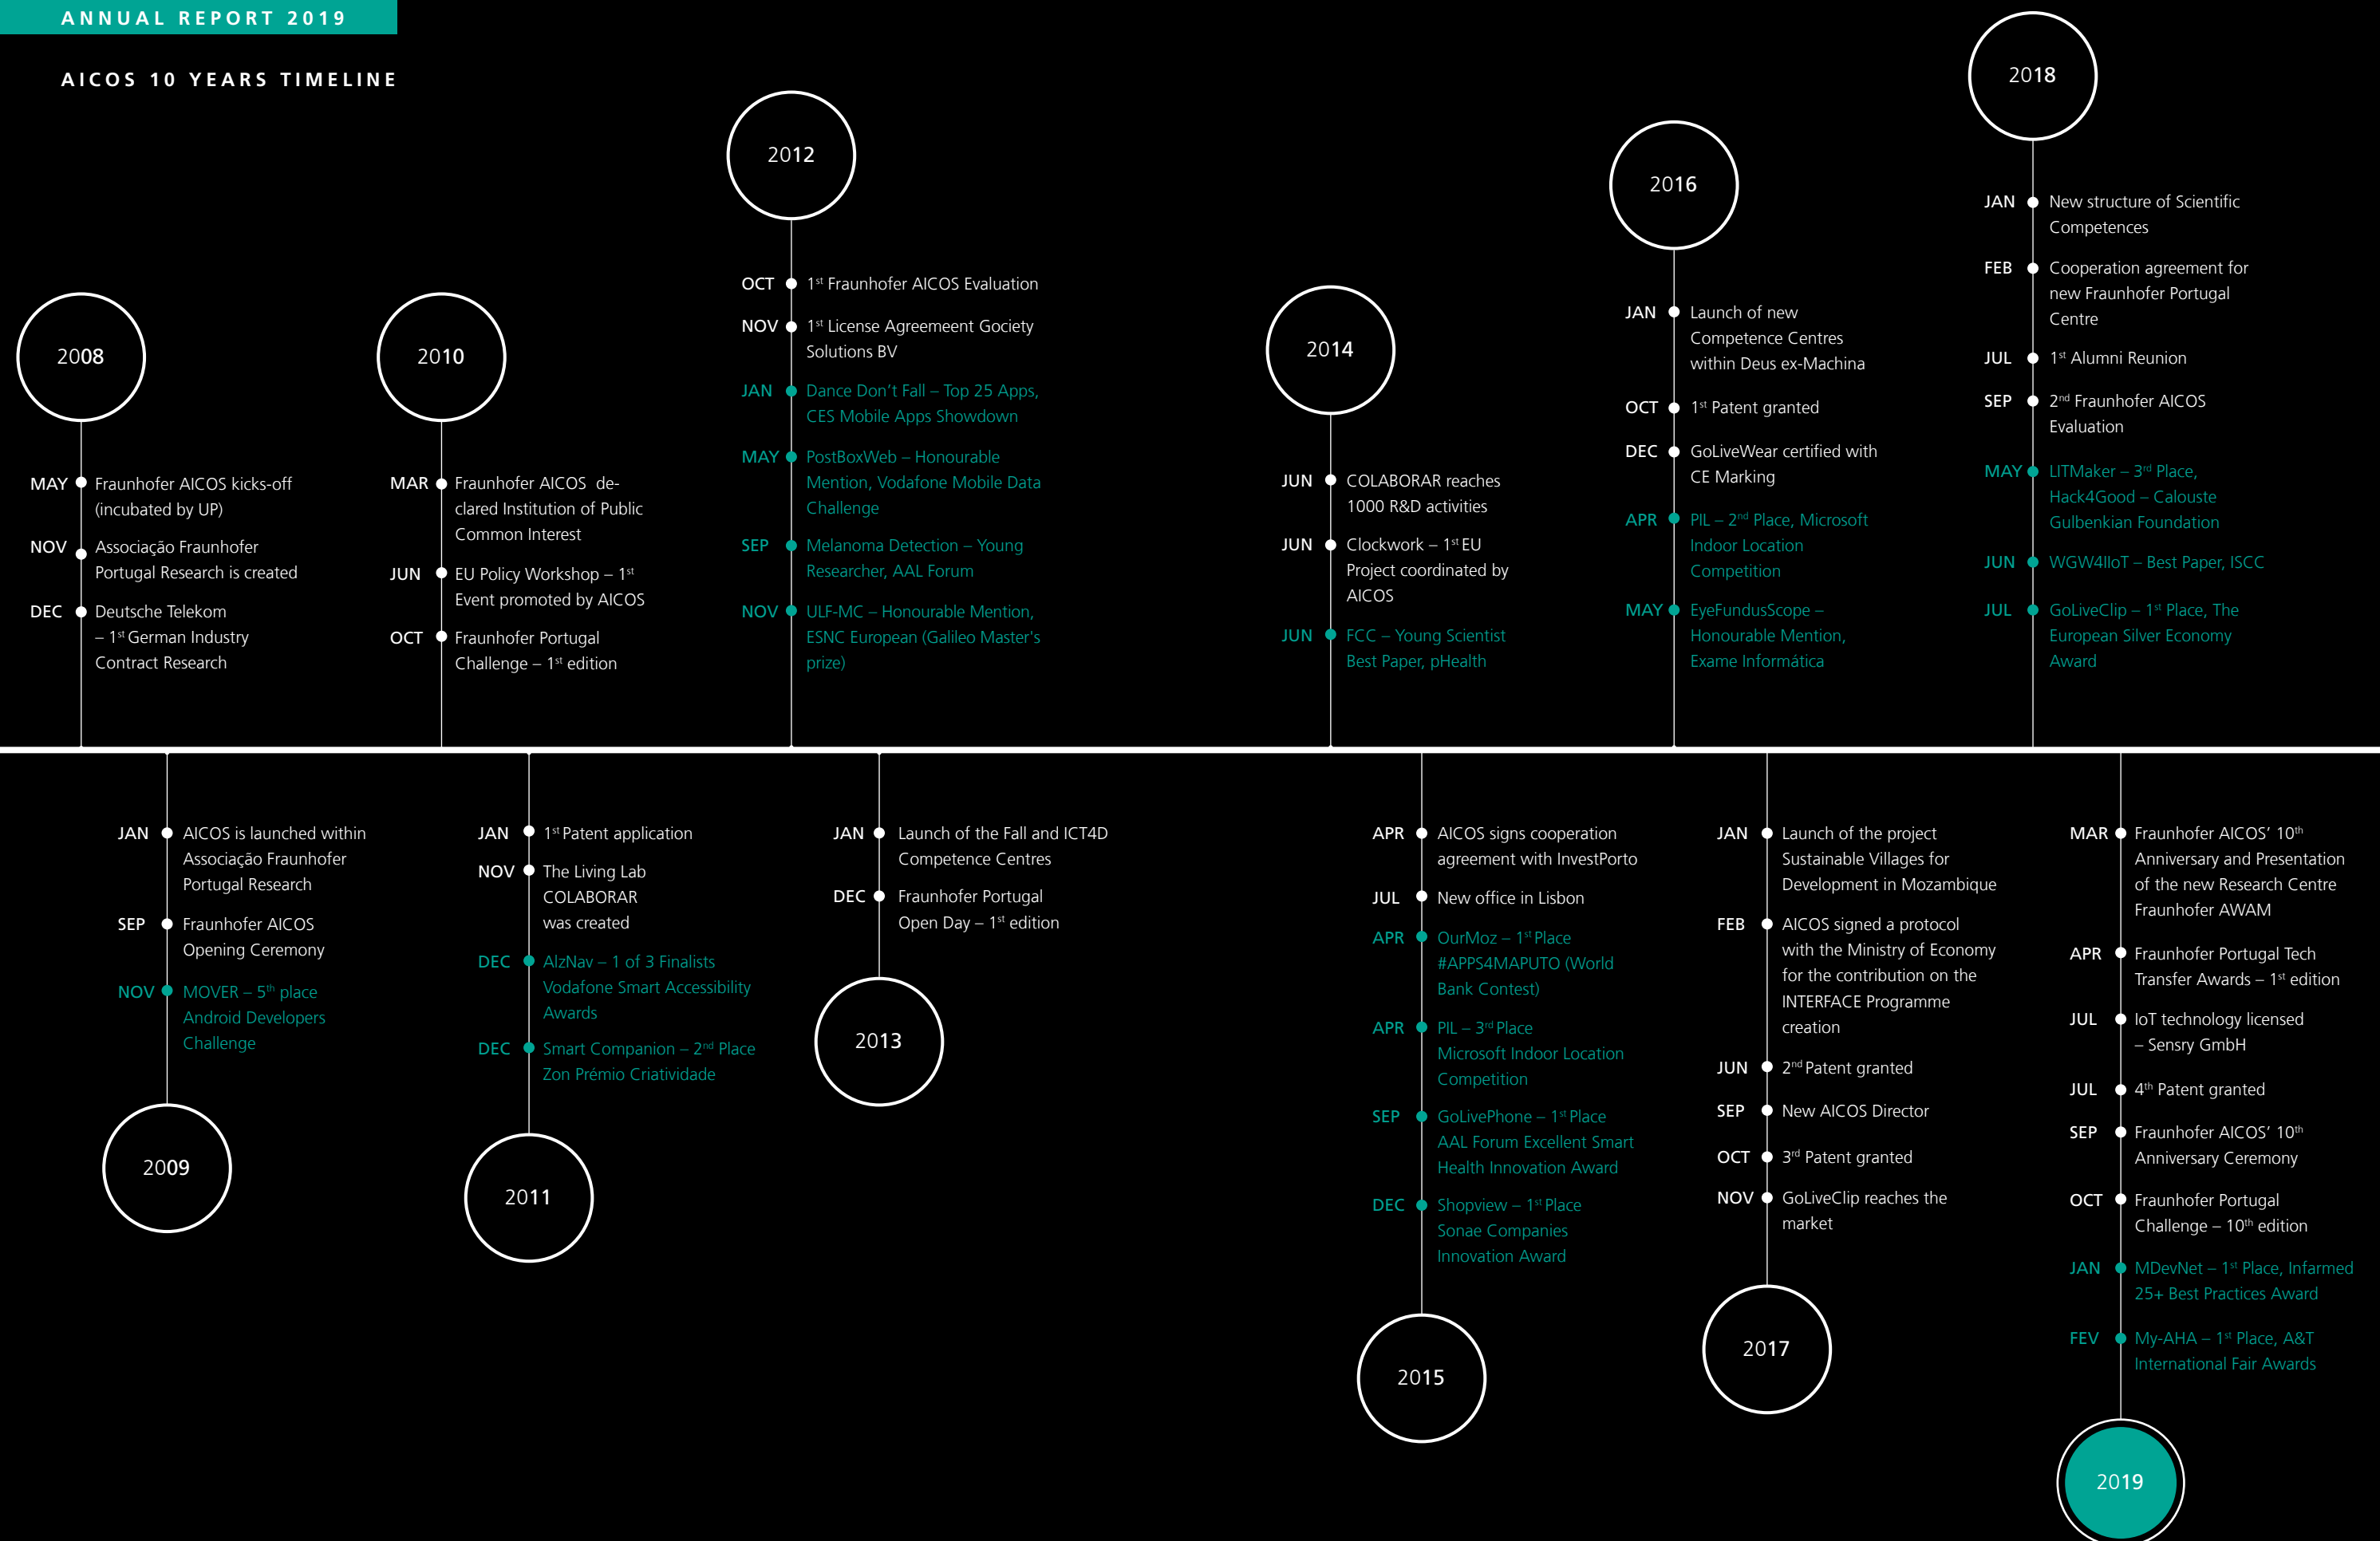 ANNUAL REPORT 2019
AICOS 10 YEARS TIMELINE
2008
MAY Fraunhofer AICOS kicks-off
(incubated by UP)
NOV Associação Fraunhofer
Portugal Research is created
DEC Deutsche Telekom
– 1st German Industry
Contract Research
2010
MAR Fraunhofer AICOS de-
clared Institution of Public
Common Interest
JUN EU Policy Workshop – 1st
Event promoted by AICOS
OCT Fraunhofer Portugal
Challenge – 1st edition
2012
OCT 1st Fraunhofer AICOS Evaluation
NOV 1st License Agreemeent Gociety
Solutions BV
JAN Dance Don't Fall – Top 25 Apps,
CES Mobile Apps Showdown
MAY PostBoxWeb – Honourable
Mention, Vodafone Mobile Data
Challenge
SEP Melanoma Detection – Young
Researcher, AAL Forum
NOV ULF-MC – Honourable Mention,
ESNC European (Galileo Master's
prize)
2014
JUN COLABORAR reaches
1000 R&D activities
JUN Clockwork – 1st EU
Project coordinated by
AICOS
JUN FCC – Young Scientist
Best Paper, pHealth
2016
JAN Launch of new
Competence Centres
within Deus ex-Machina
OCT 1st Patent granted
DEC GoLiveWear certified with
CE Marking
APR PIL – 2nd Place, Microsoft
Indoor Location
Competition
MAY EyeFundusScope –
Honourable Mention,
Exame Informática
2018
JAN New structure of Scientific
Competences
FEB Cooperation agreement for
new Fraunhofer Portugal
Centre
JUL 1st Alumni Reunion
SEP 2nd Fraunhofer AICOS
Evaluation
MAY LITMaker – 3rd Place,
Hack4Good – Calouste
Gulbenkian Foundation
JUN WGW4IIoT – Best Paper, ISCC
JUL GoLiveClip – 1st Place, The
European Silver Economy
Award
JAN AICOS is launched within
Associação Fraunhofer
Portugal Research
SEP Fraunhofer AICOS
Opening Ceremony
NOV MOVER – 5th place
Android Developers
Challenge
2009
JAN 1st Patent application
NOV The Living Lab
COLABORAR
was created
DEC AlzNav – 1 of 3 Finalists
Vodafone Smart Accessibility
Awards
DEC Smart Companion – 2nd Place
Zon Prémio Criatividade
2011
JAN Launch of the Fall and ICT4D
Competence Centres
DEC Fraunhofer Portugal
Open Day – 1st edition
2013
APR AICOS signs cooperation
agreement with InvestPorto
JUL New office in Lisbon
APR OurMoz – 1st Place
#APPS4MAPUTO (World
Bank Contest)
APR PIL – 3rd Place
Microsoft Indoor Location
Competition
SEP GoLivePhone – 1st Place
AAL Forum Excellent Smart
Health Innovation Award
DEC Shopview – 1st Place
Sonae Companies
Innovation Award
2015
JAN Launch of the project
Sustainable Villages for
Development in Mozambique
FEB AICOS signed a protocol
with the Ministry of Economy
for the contribution on the
INTERFACE Programme
creation
JUN 2nd Patent granted
SEP New AICOS Director
OCT 3rd Patent granted
NOV GoLiveClip reaches the
market
2017
MAR Fraunhofer AICOS' 10th
Anniversary and Presentation
of the new Research Centre
Fraunhofer AWAM
APR Fraunhofer Portugal Tech
Transfer Awards – 1st edition
JUL IoT technology licensed
– Sensry GmbH
JUL 4th Patent granted
SEP Fraunhofer AICOS' 10th
Anniversary Ceremony
OCT Fraunhofer Portugal
Challenge – 10th edition
JAN MDevNet – 1st Place, Infarmed
25+ Best Practices Award
FEV My-AHA – 1st Place, A&T
International Fair Awards
2019